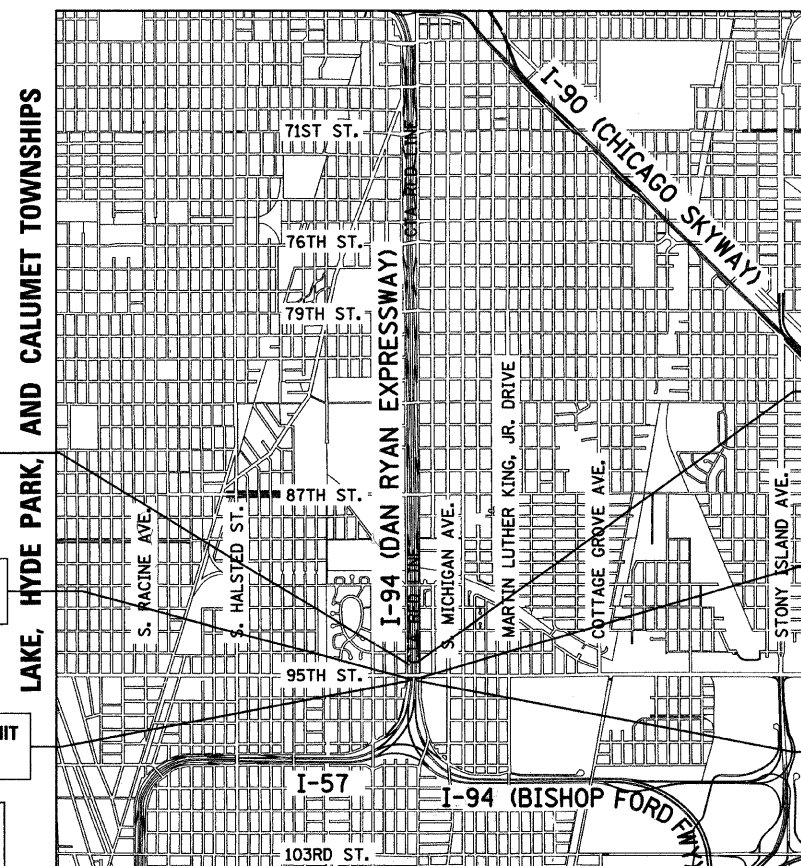 LAKE, HYDE PARK, AND CALUMET TOWNSHIPS
71ST ST.
76TH ST.
79TH ST.
87TH ST.
95TH ST.
103RD ST.
CTA RED LINE
I-94 (DAN RYAN EXPRESSWAY)
CTA RED LINE
I-90 (CHICAGO SKYWAY)
S. RACINE AVE.
S. HALSTED ST.
S. MICHIGAN AVE.
MARTIN LUTHER KING, JR. DRIVE
COTTAGE GROVE AVE.
STONY ISLAND AVE.
I-57
I-94 (BISHOP FORD FWY)